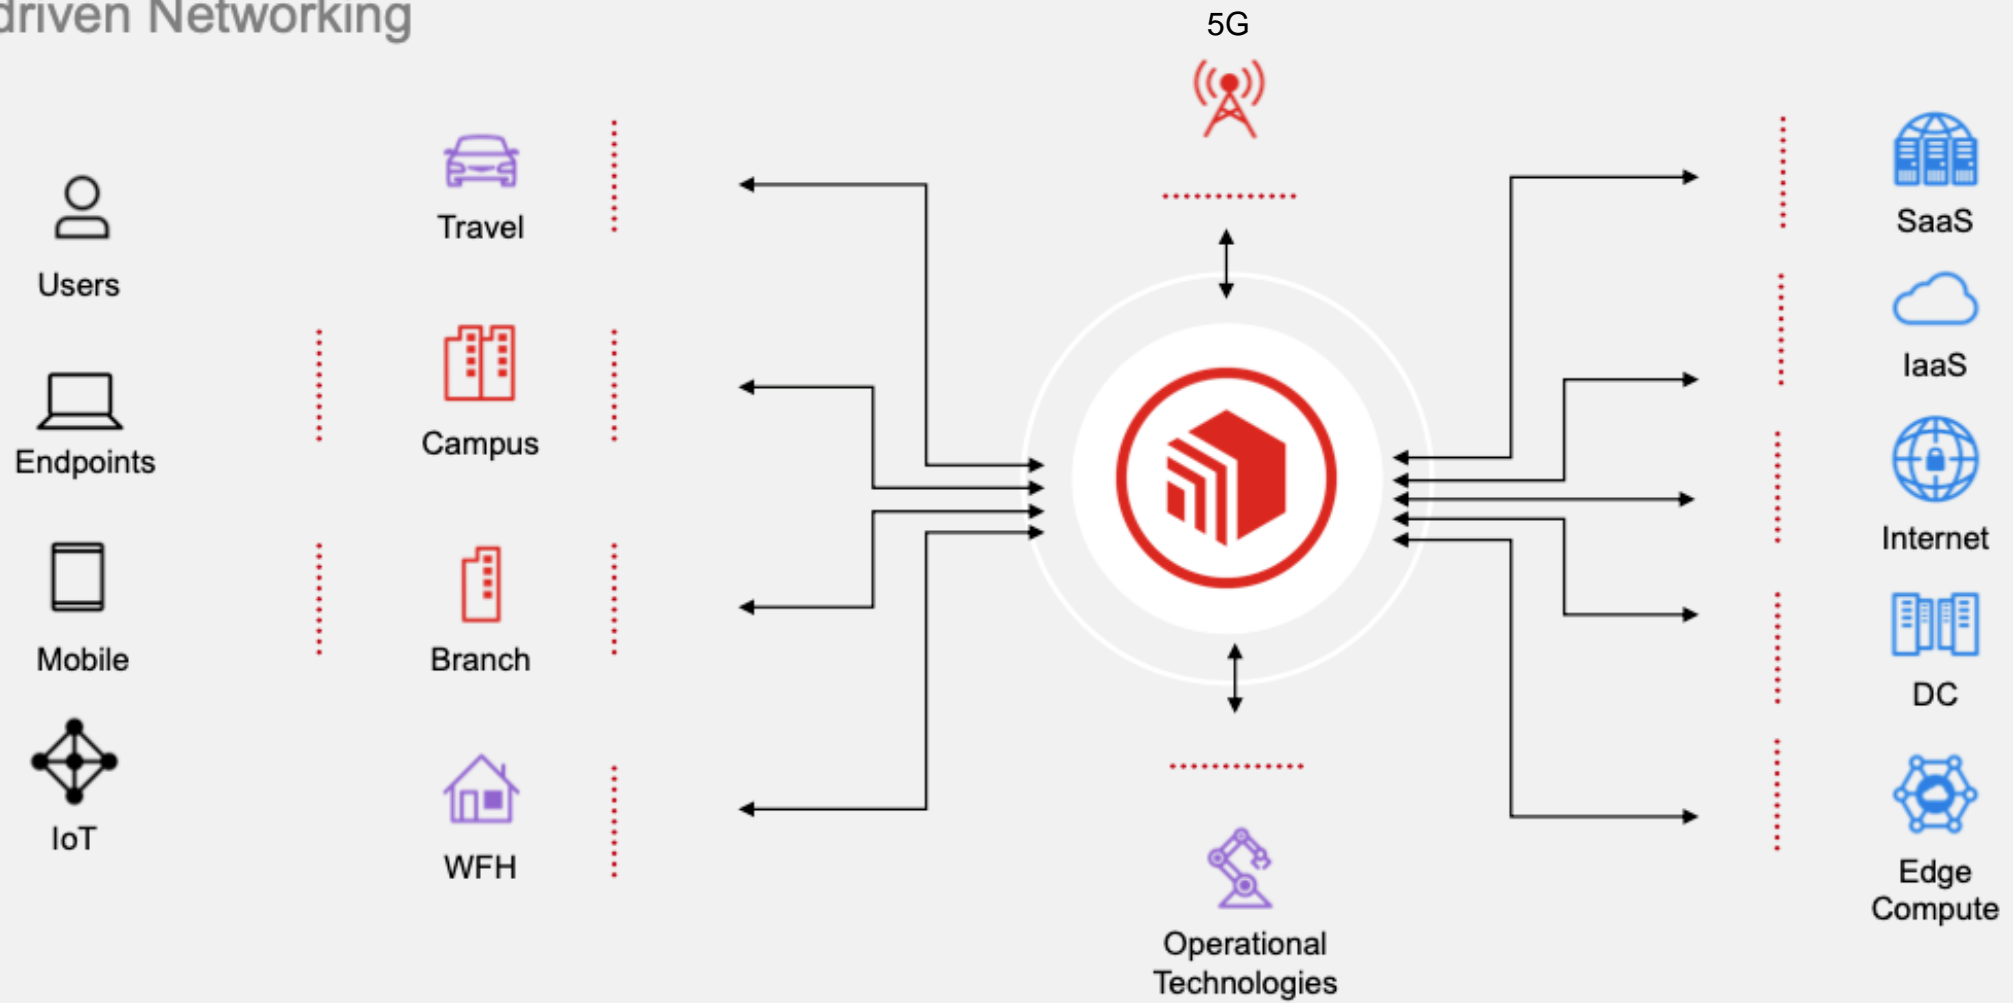 driven Networking
5G
Users
Endpoints
Mobile
IoT
Travel
Campus
Branch
WFH
Operational
Technologies
SaaS
IaaS
Internet
DC
Edge
Compute